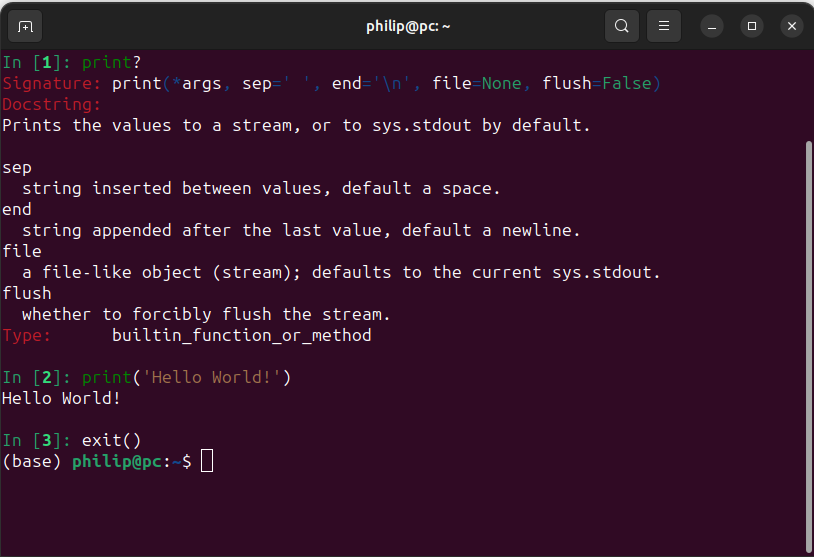 philip@pc: ~
In [1]: print?
Signature: print(*args, sep=' ', end='\n', file=None, flush=False)
Docstring:
Prints the values to a stream, or to sys.stdout by default.
sep
  string inserted between values, default a space.
end
  string appended after the last value, default a newline.
file
  a file-like object (stream); defaults to the current sys.stdout.
flush
  whether to forcibly flush the stream.
Type:      builtin_function_or_method
In [2]: print('Hello World!')
Hello World!
In [3]: exit()
(base) philip@pc:~$